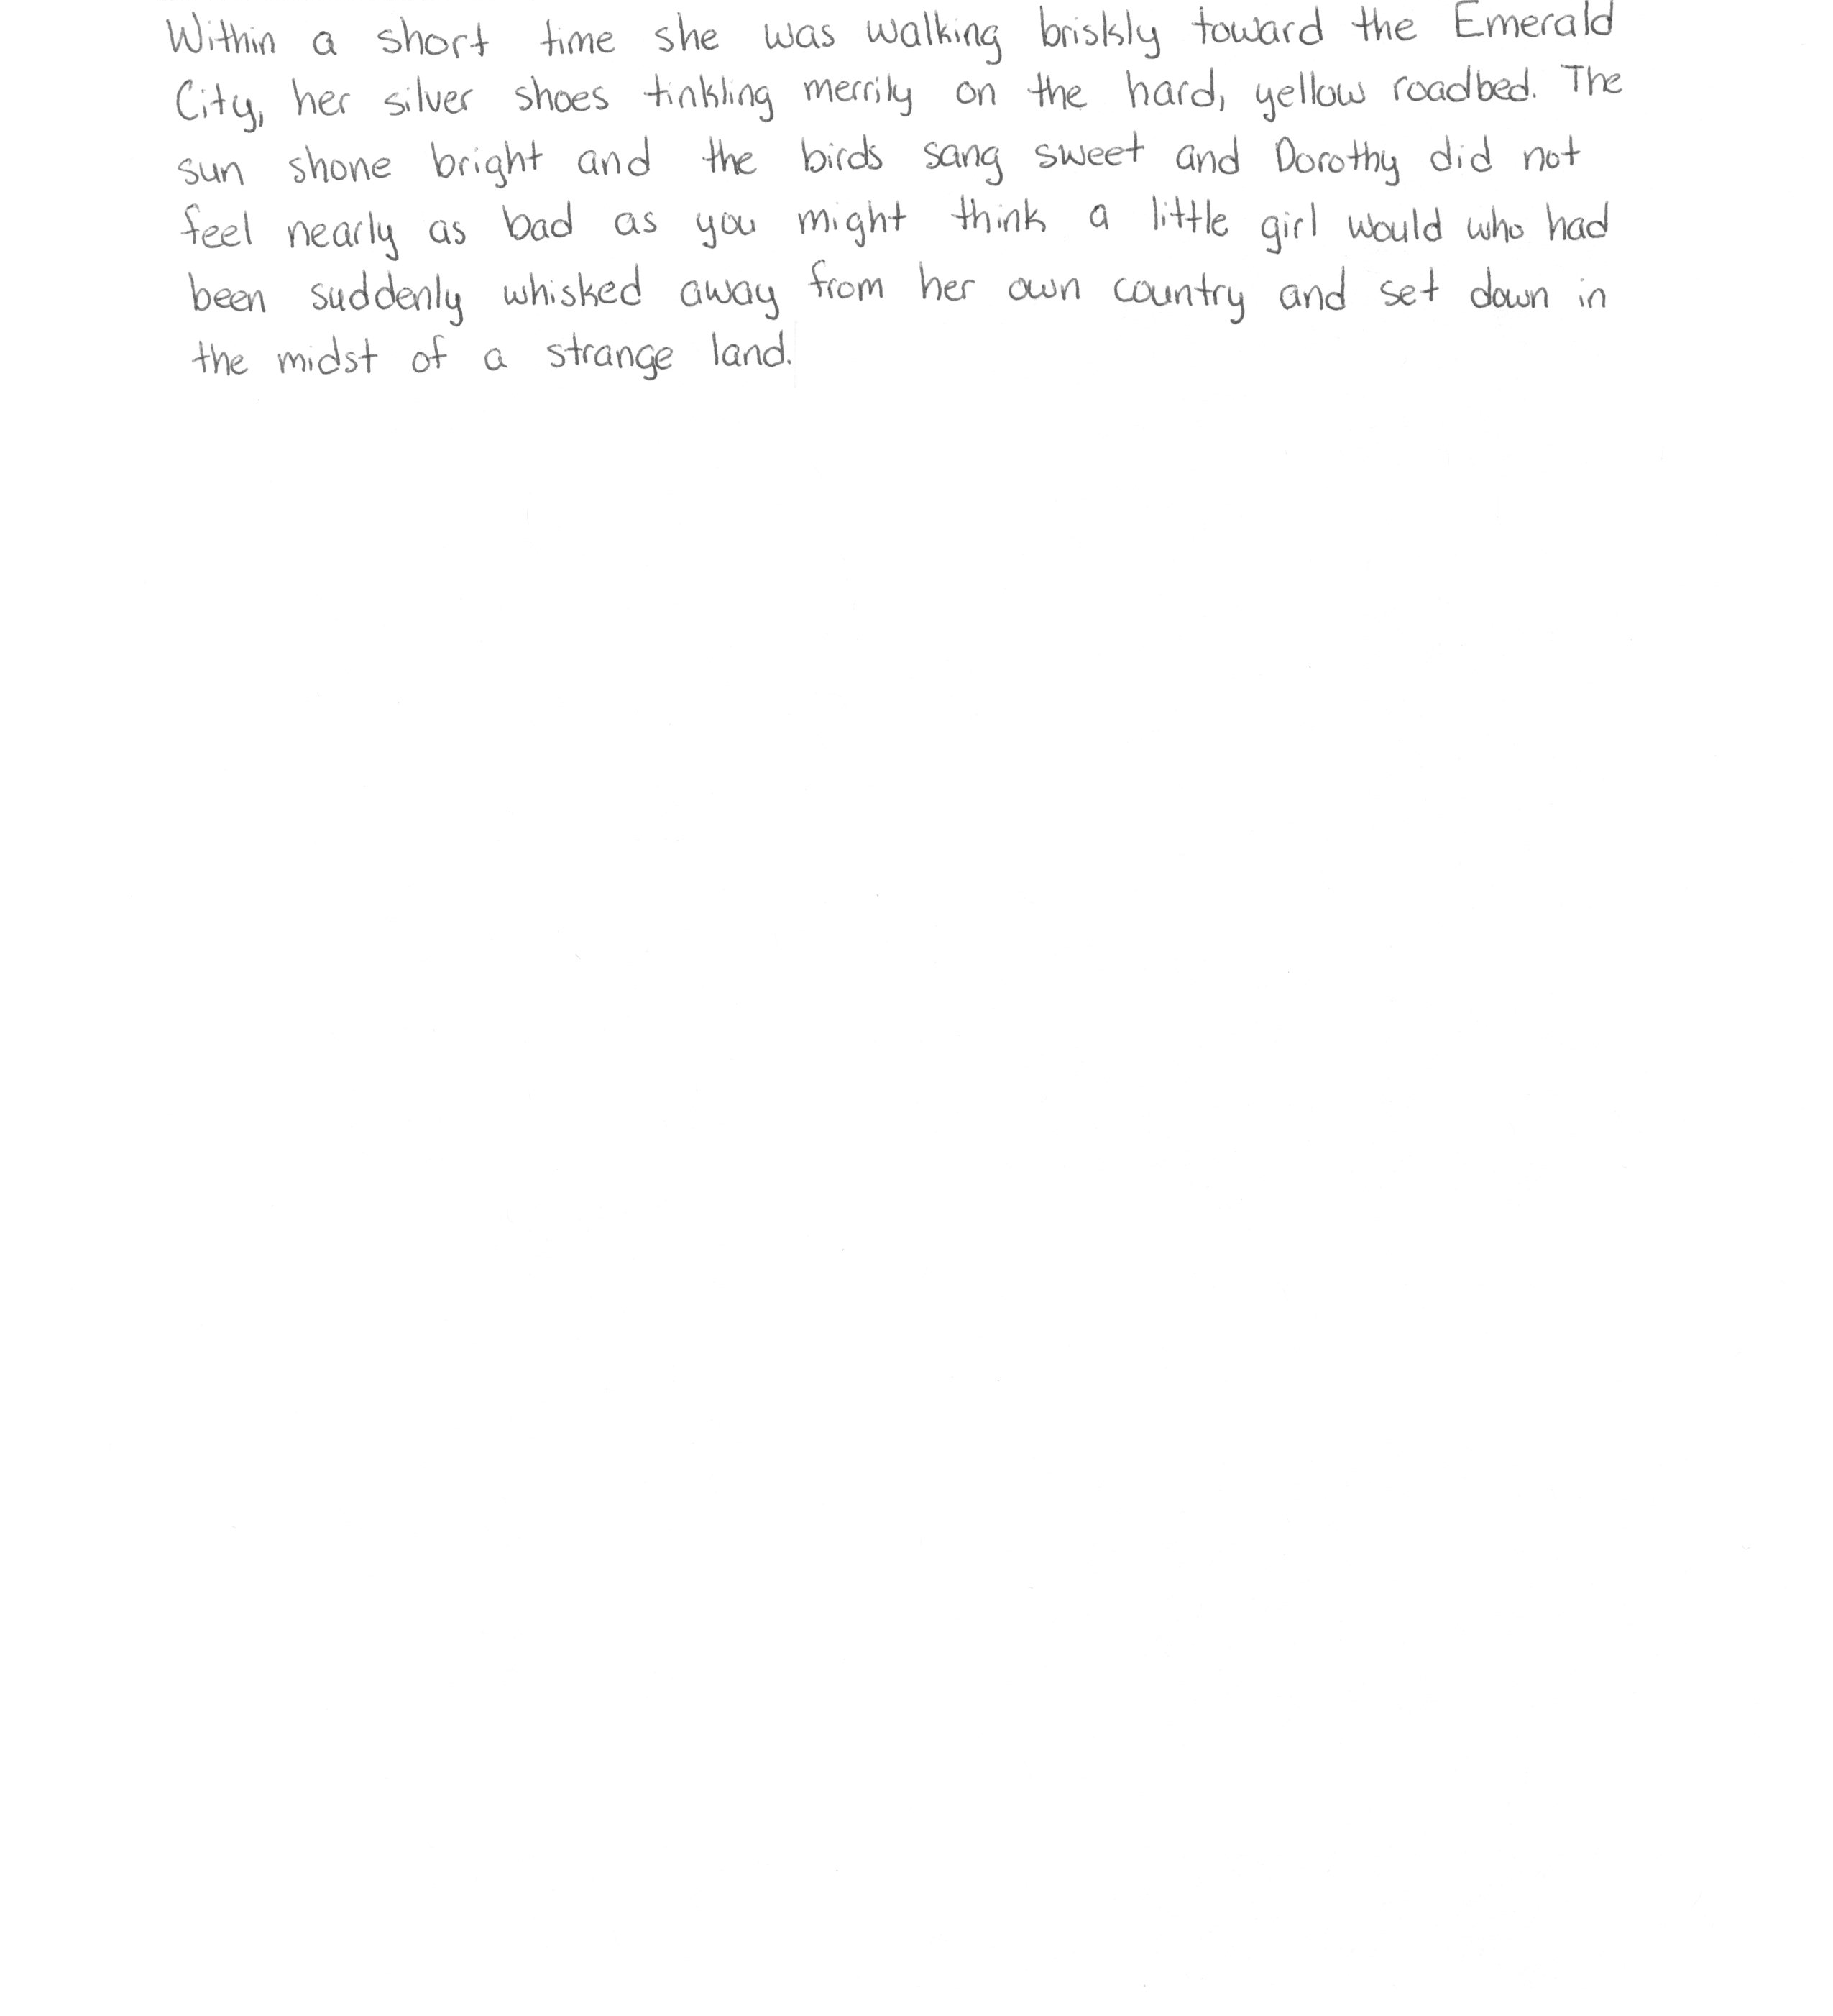 Within a short time she was walking briskly toward the Emerald
City, her silver shoes tinkling merrily on the hard, yellow roadbed. The
sun shone bright and the birds sang sweet and Dorothy did not
feel nearly as bad as you might think a little girl would who had
been suddenly whisked away from her own country and set down in
the midst of a strange land.